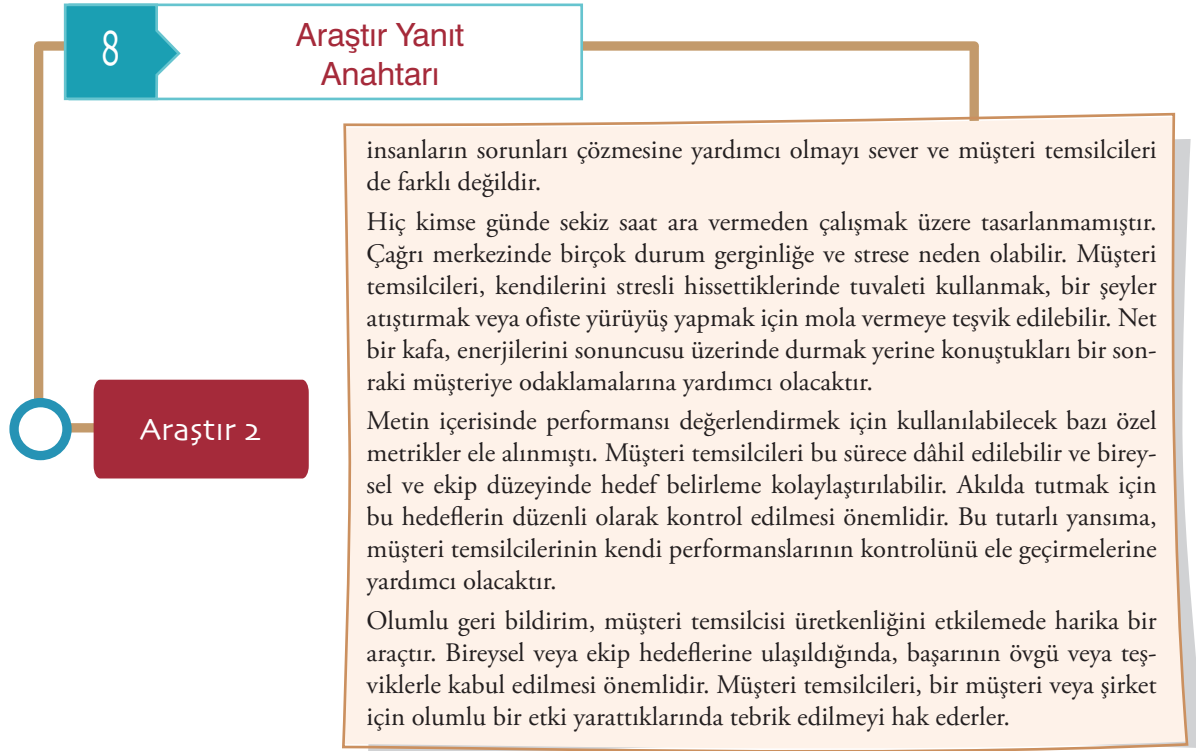 8
Araştır Yanıt
Anahtarı
insanların sorunları çözmesine yardımcı olmayı sever ve müşteri temsilcileri
de farklı değildir.
Hiç kimse günde sekiz saat ara vermeden çalışmak üzere tasarlanmamıştır.
Çağrı merkezinde birçok durum gerginliğe ve strese neden olabilir. Müşteri
temsilcileri, kendilerini stresli hissettiklerinde tuvaleti kullanmak, bir şeyler
atıştırmak veya ofiste yürüyüş yapmak için mola vermeye teşvik edilebilir. Net
bir kafa, enerjilerini sonuncusu üzerinde durmak yerine konuştukları bir son-
raki müşteriye odaklamalarına yardımcı olacaktır.
Metin içerisinde performansı değerlendirmek için kullanılabilecek bazı özel
metrikler ele alınmıştı. Müşteri temsilcileri bu sürece dâhil edilebilir ve birey-
sel ve ekip düzeyinde hedef belirleme kolaylaştırılabilir. Akılda tutmak için
bu hedeflerin düzenli olarak kontrol edilmesi önemlidir. Bu tutarlı yansıma,
müşteri temsilcilerinin kendi performanslarının kontrolünü ele geçirmelerine
yardımcı olacaktır.
Olumlu geri bildirim, müşteri temsilcisi üretkenliğini etkilemede harika bir
araçtır. Bireysel veya ekip hedeflerine ulaşıldığında, başarının övgü veya teş-
viklerle kabul edilmesi önemlidir. Müşteri temsilcileri, bir müşteri veya şirket
için olumlu bir etki yarattıklarında tebrik edilmeyi hak ederler.
Araştır 2